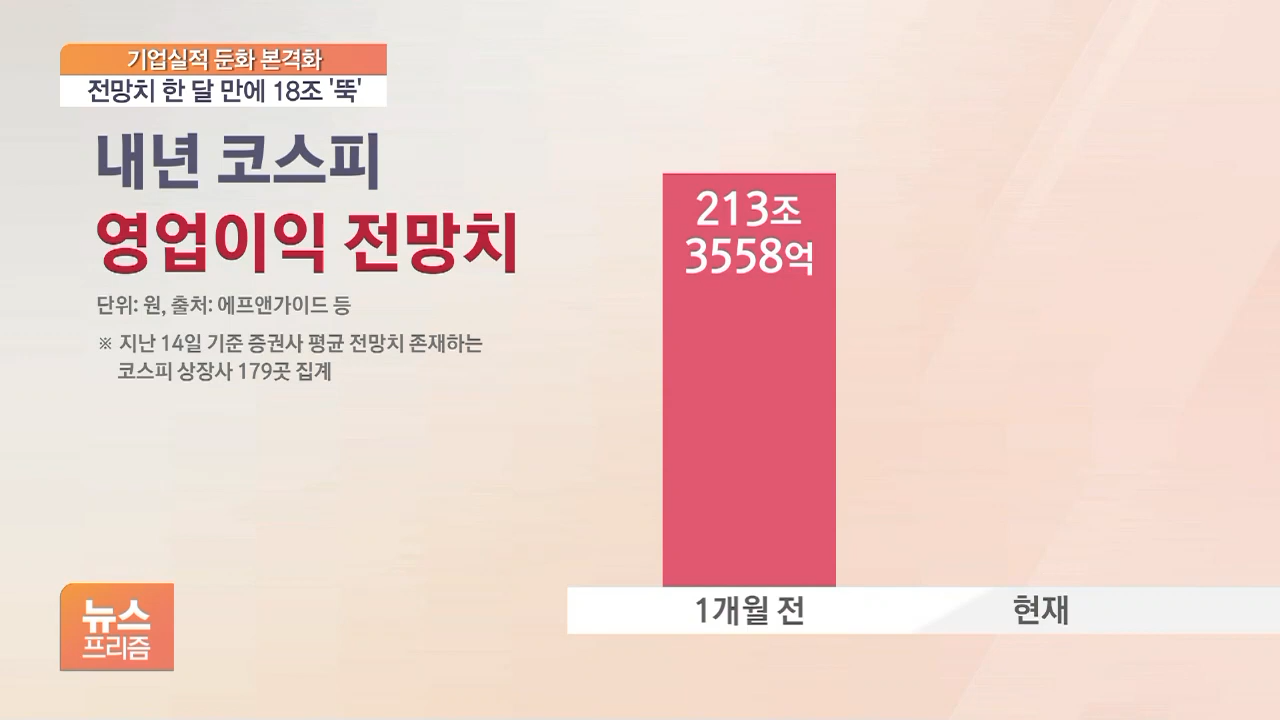 기업실적 둔화 본격화
전망치 한 달 만에 18조 '뚝'
내년 코스피
영업이익 전망치
단위: 원, 출처: 에프앤가이드 등
※ 지난 14일 기준 증권사 평균 전망치 존재하는
코스피 상장사 179곳 집계
213조
3558억
1개월 전
현재
뉴스
프리즘